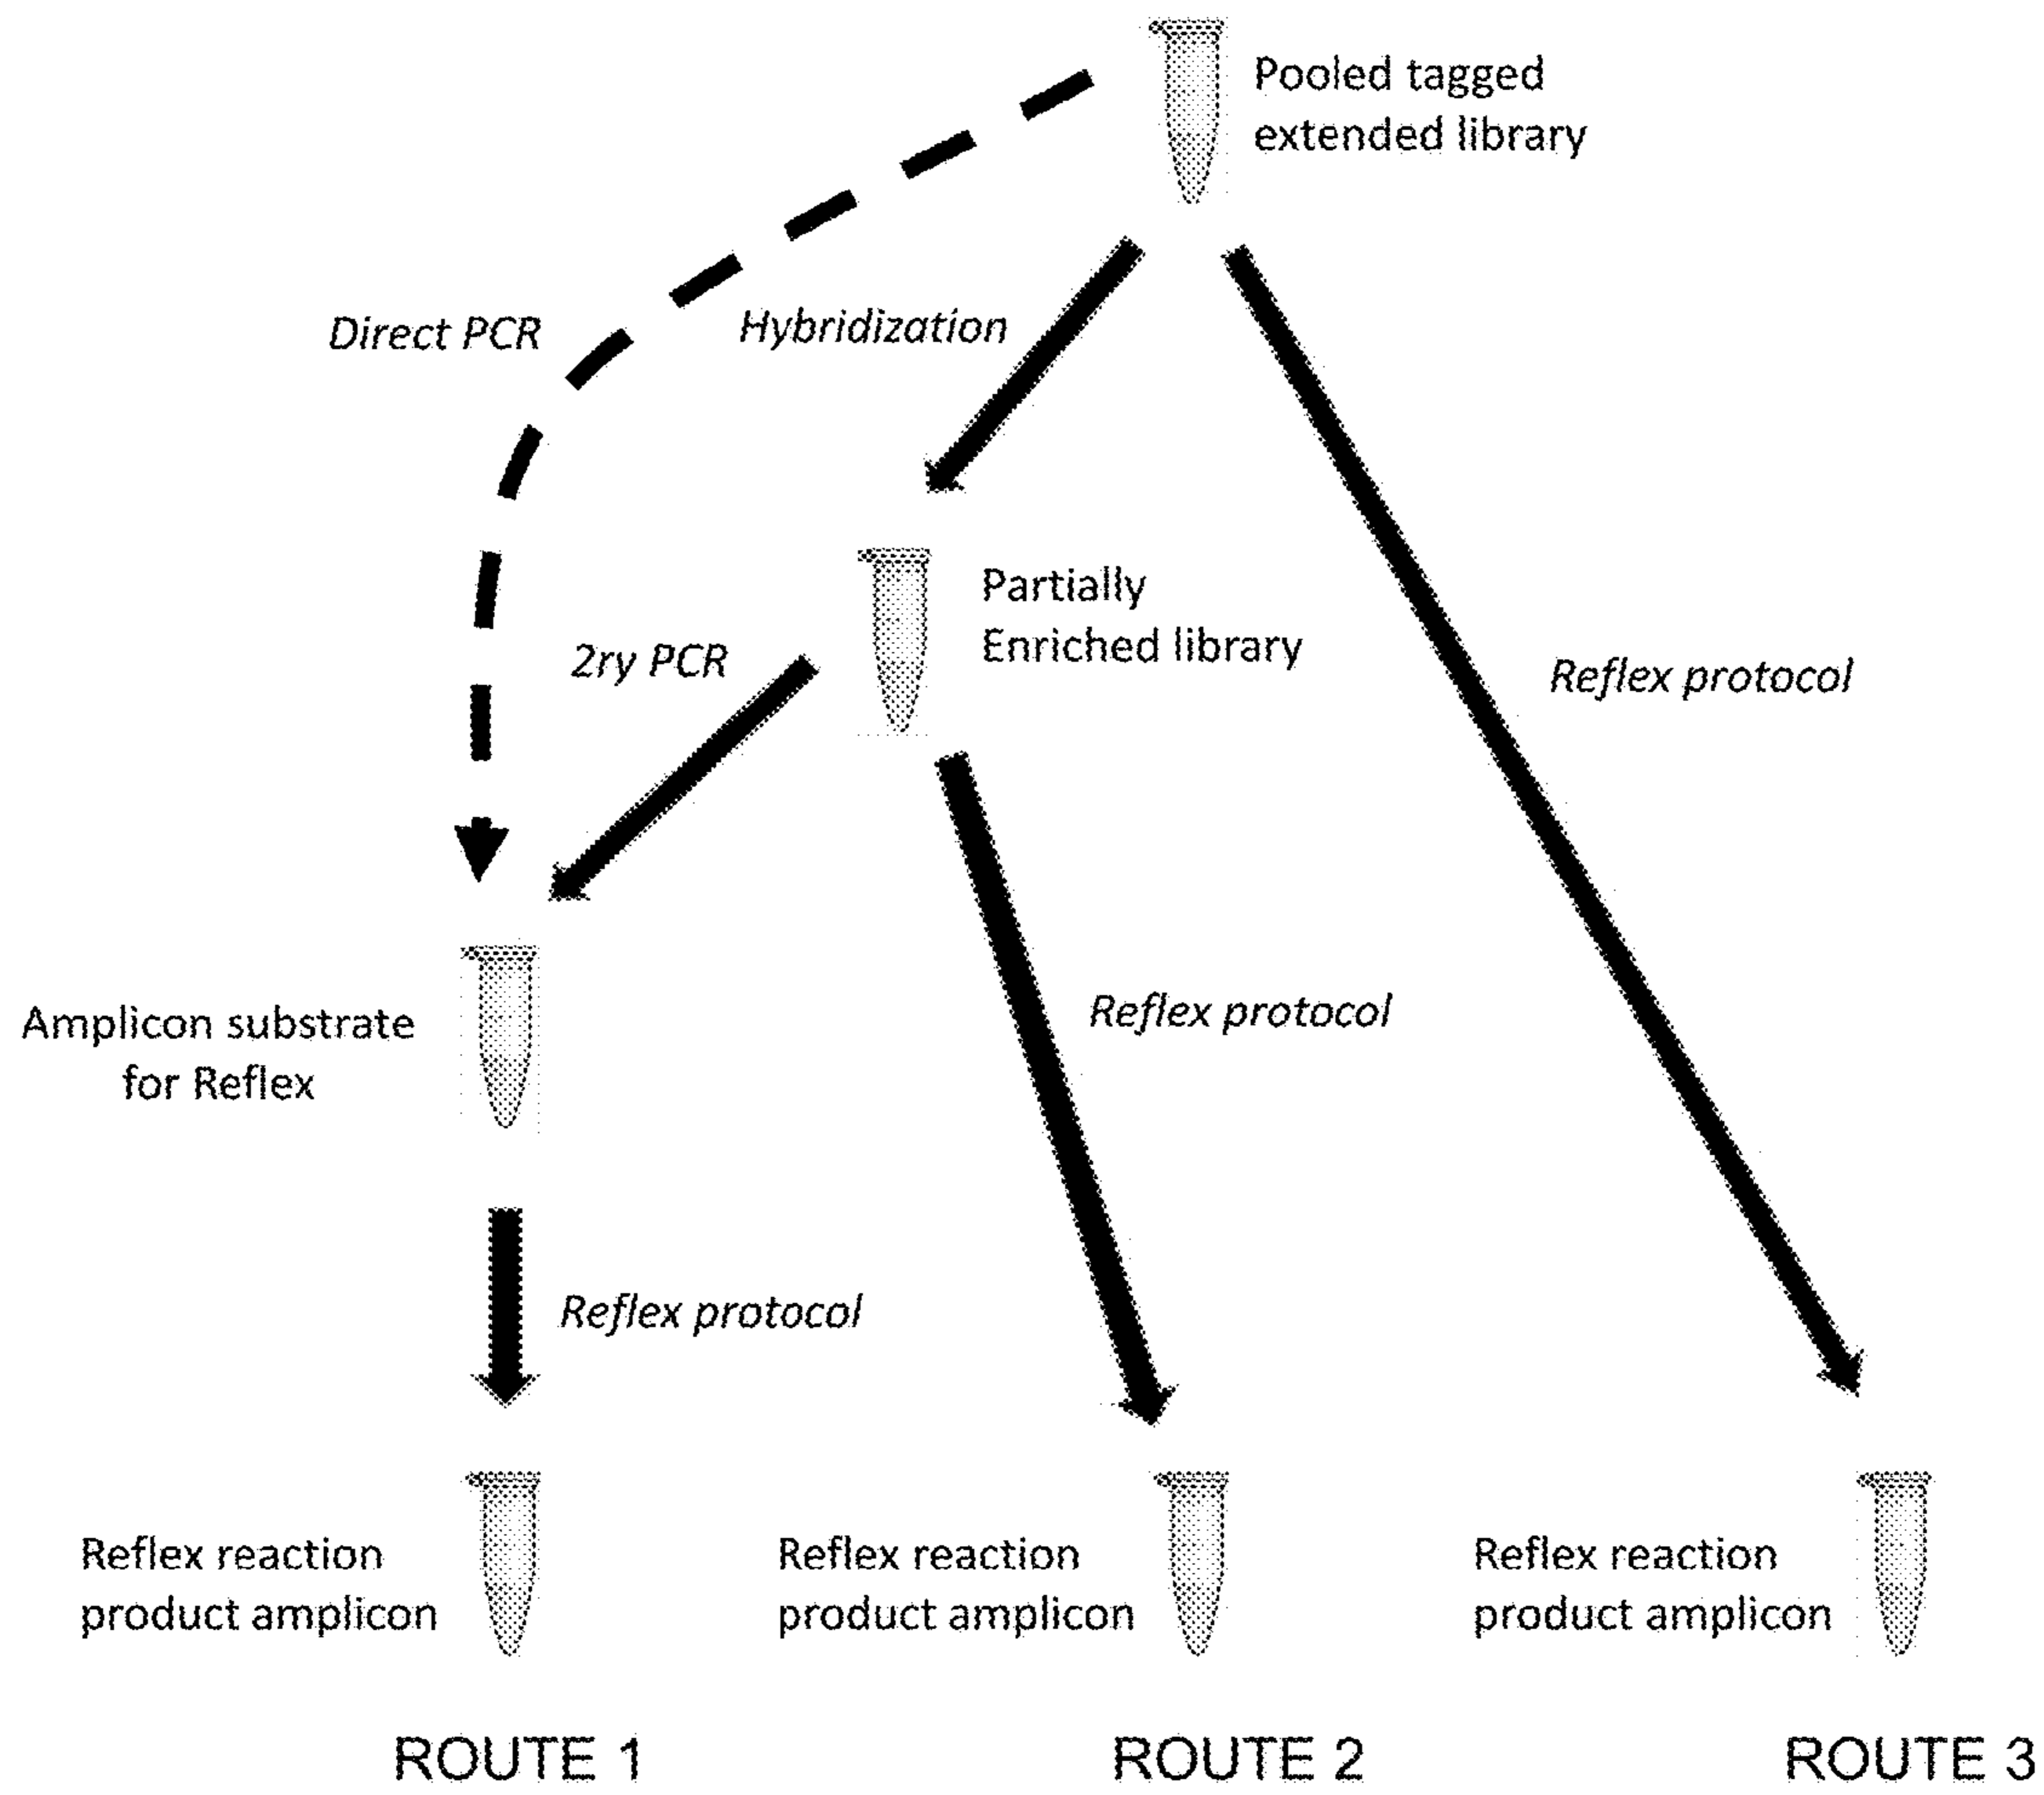 Pooled tagged
extended library
Direct PCR
Hybridization
Partially
Enriched library
2ry PCR
Reflex protocol
Amplicon substrate
for Reflex
Reflex protocol
Reflex protocol
Reflex reaction
product amplicon
Reflex reaction
product amplicon
Reflex reaction
product amplicon
ROUTE 1
ROUTE 2
ROUTE 3